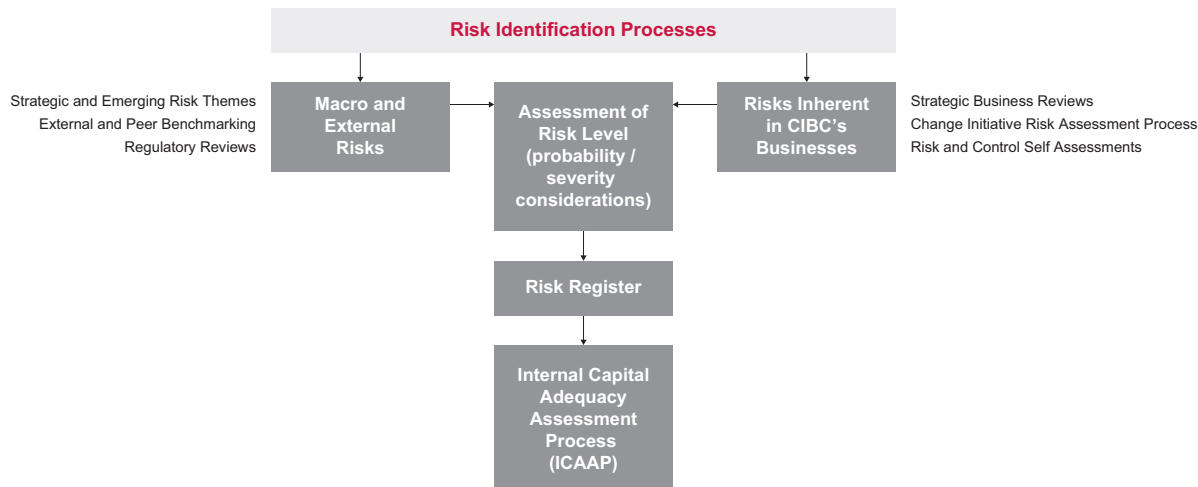 Risk Identification Processes
Strategic and Emerging Risk Themes
External and Peer Benchmarking
Regulatory Reviews
Macro and
External
Risks
Assessment of
Risk Level
(probability /
severity
considerations)
Risks Inherent
in CIBC's
Businesses
Strategic Business Reviews
Change Initiative Risk Assessment Process
Risk and Control Self Assessments
Risk Register
Internal Capital
Adequacy
Assessment
Process
(ICAAP)